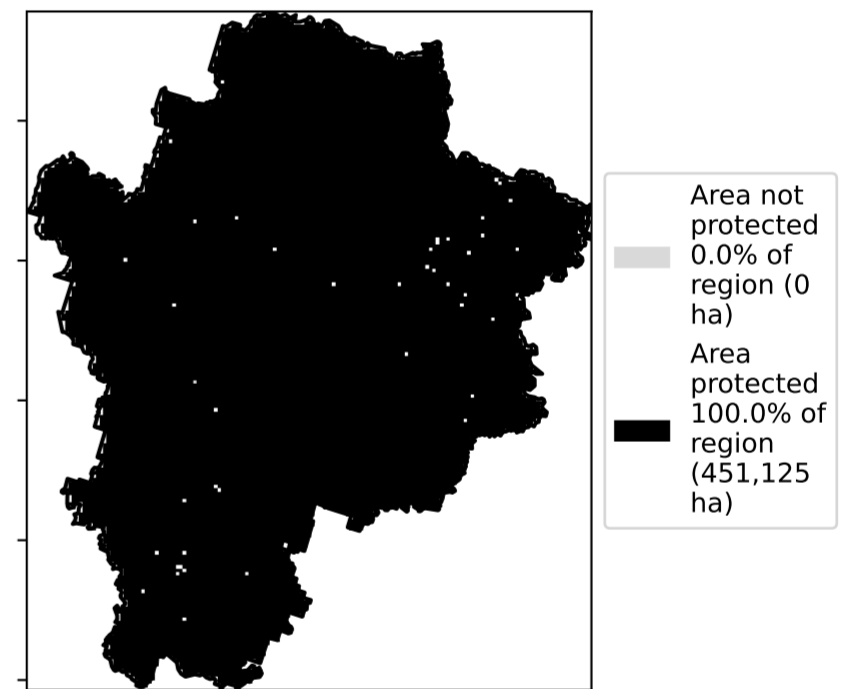 Area not
protected
0.0% of
region (0
ha)
Area
protected
100.0% of
region
(451,125
ha)